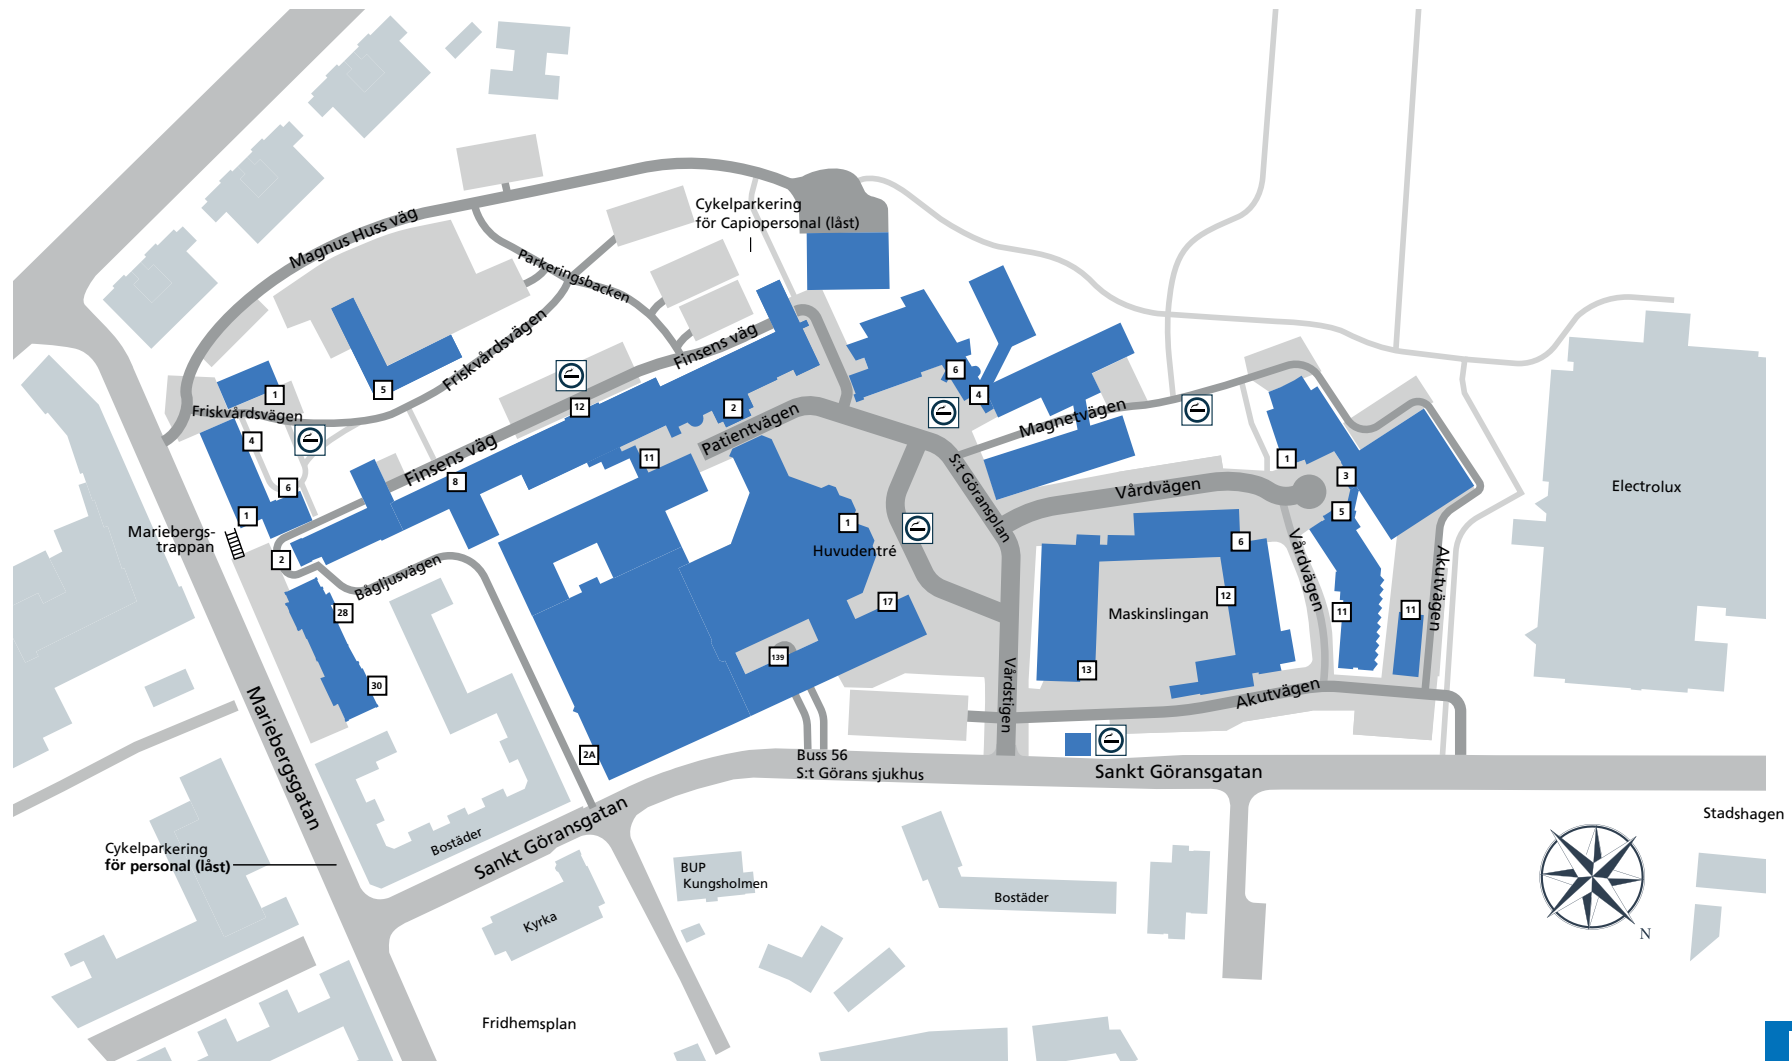 Cykelparkering
för Capiopersonal (låst)
Magnus Huss väg
Parkeringsbacken
Friskvårdsvägen
Finsens väg
1
5
12
2
6
4
Friskvårdsvägen
4
Finsens väg
11
Patientvägen
Magnetvägen
8
6
1
S:t Göransplan
1
3
Vårdvägen
5
Electrolux
Mariebergs-
trappan
1
Huvudentré
2
Bågljusvägen
6
Vårdvägen
Akutvägen
28
17
12
Maskinslingan
11
11
139
13
30
Vårdstigen
Akutvägen
Mariebergsgatan
2A
Buss 56
S:t Görans sjukhus
Sankt Göransgatan
Stadshagen
Sankt Göransgatan
Bostäder
Cykelparkering
för personal (låst)
BUP
Kungsholmen
Bostäder
Kyrka
N
Fridhemsplan